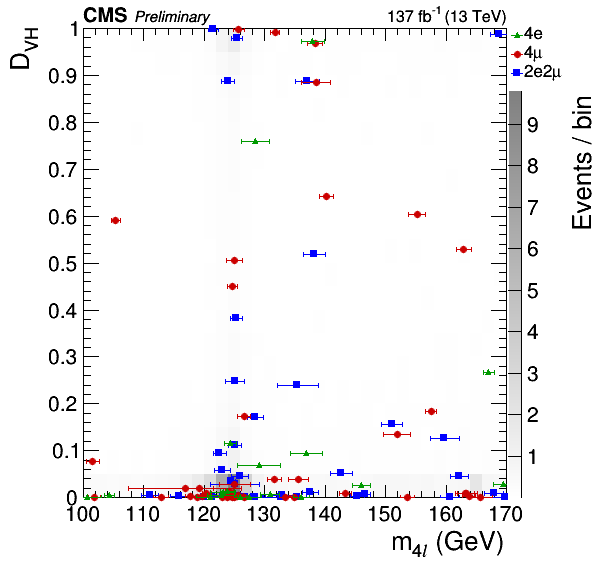 CMS Preliminary 137 fb⁻¹ (13 TeV)
4e
4μ
2e2μ
D_VH
1
0.9
0.8
0.7
0.6
0.5
0.4
0.3
0.2
0.1
0
9
8
7
6
5
4
3
2
1
Events / bin
100 110 120 130 140 150 160 170
m_4l (GeV)